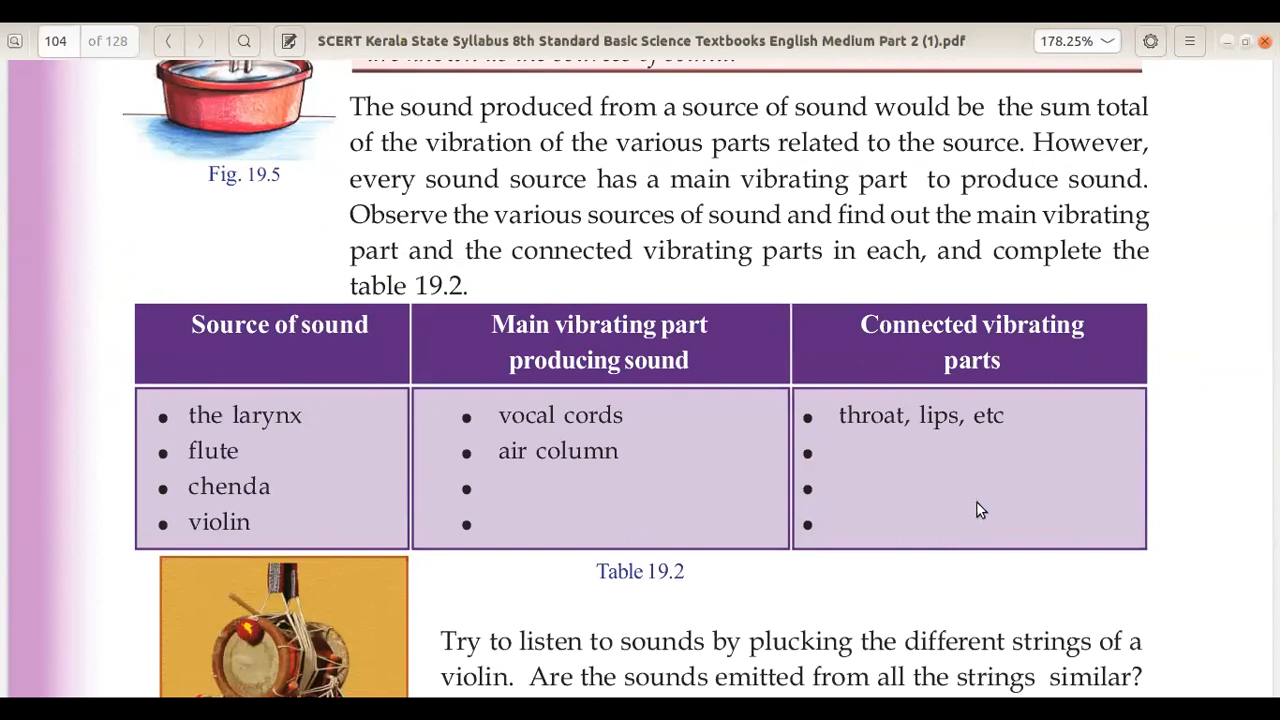 104 of 128
SCERT Kerala State Syllabus 8th Standard Basic Science Textbooks English Medium Part 2 (1).pdf
178.25%
The sound produced from a source of sound would be the sum total
Fig. 19.5
of the vibration of the various parts related to the source. However,
every sound source has a main vibrating part to produce sound.
Observe the various sources of sound and find out the main vibrating
part and the connected vibrating parts in each, and complete the
table 19.2.
Source of sound
Main vibrating part
producing sound
Connected vibrating
parts
• the larynx • vocal cords • throat, lips, etc
• flute • air column •
• chenda • •
• violin • •
Table 19.2
Try to listen to sounds by plucking the different strings of a
violin. Are the sounds emitted from all the strings similar?